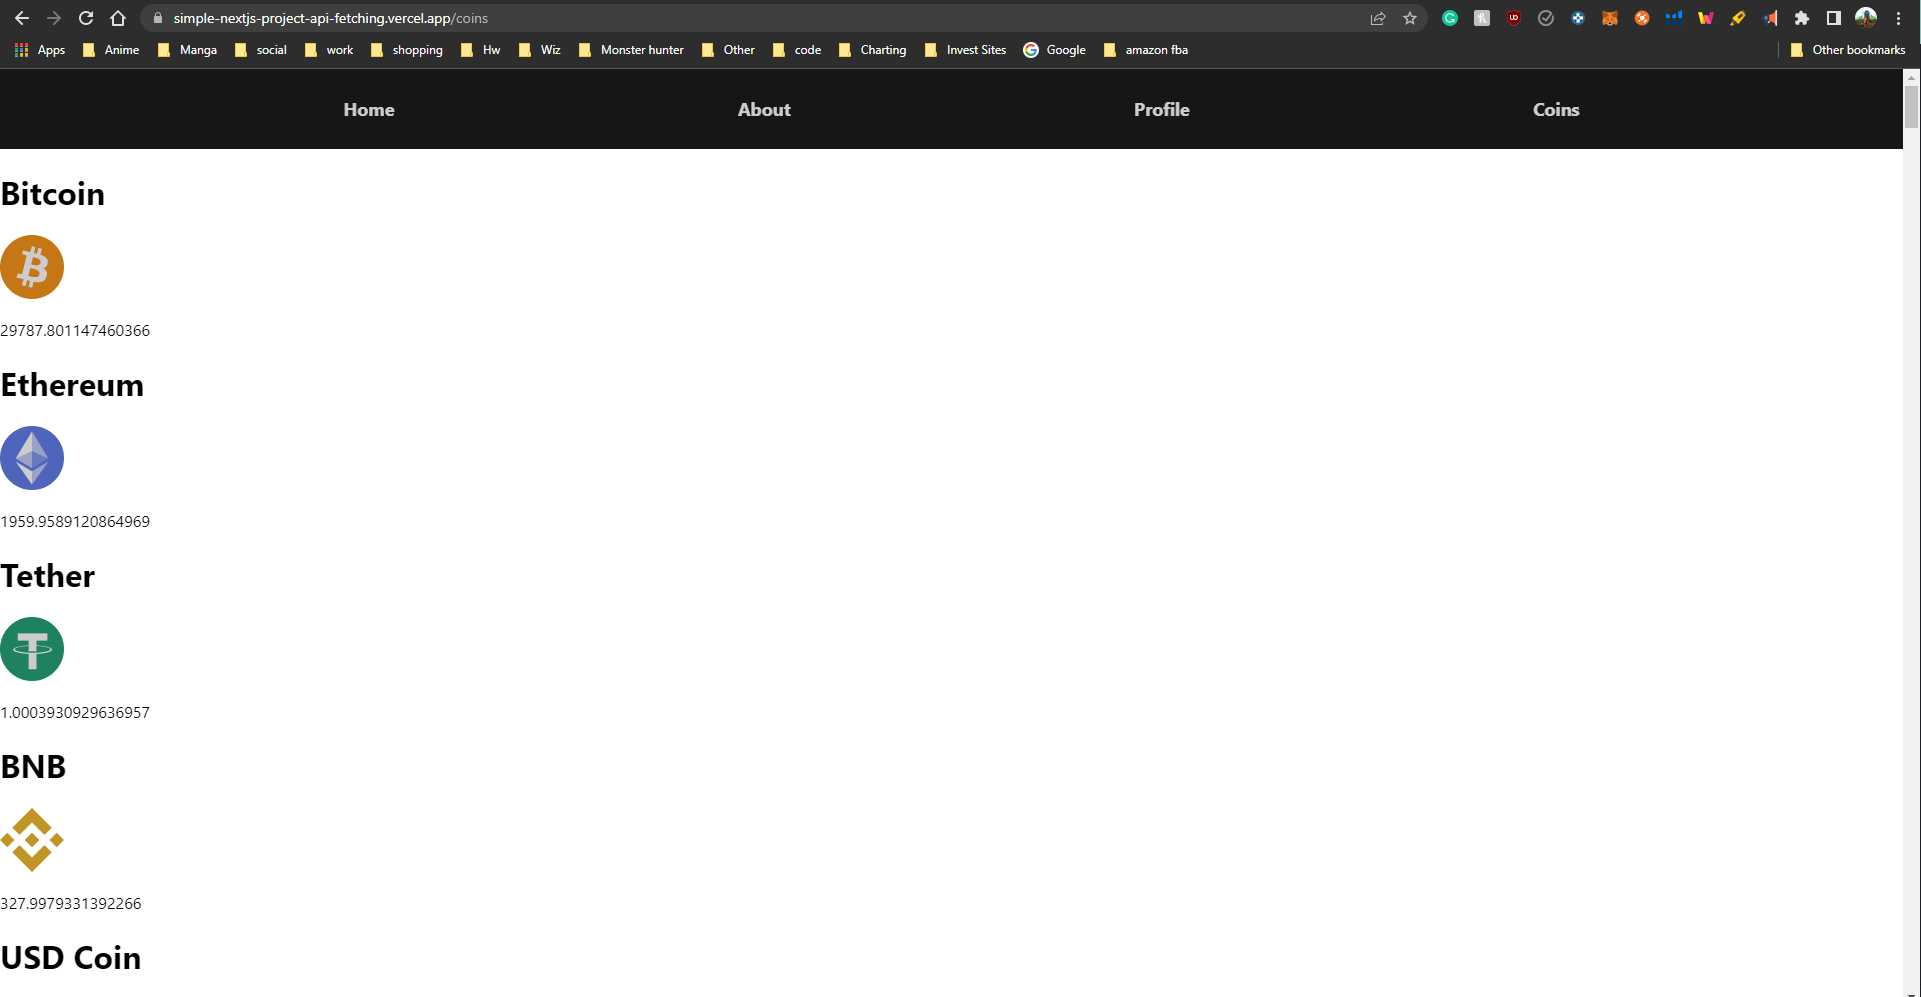 simple-nextjs-project-api-fetching.vercel.app/coins
Apps Anime Manga social work shopping Hw Wiz Monster hunter Other code Charting Invest Sites Google amazon fba Other bookmarks
Home About Profile Coins
Bitcoin
29787.801147460366
Ethereum
1959.9589120864969
Tether
1.0003930929636957
BNB
327.9979331392266
USD Coin